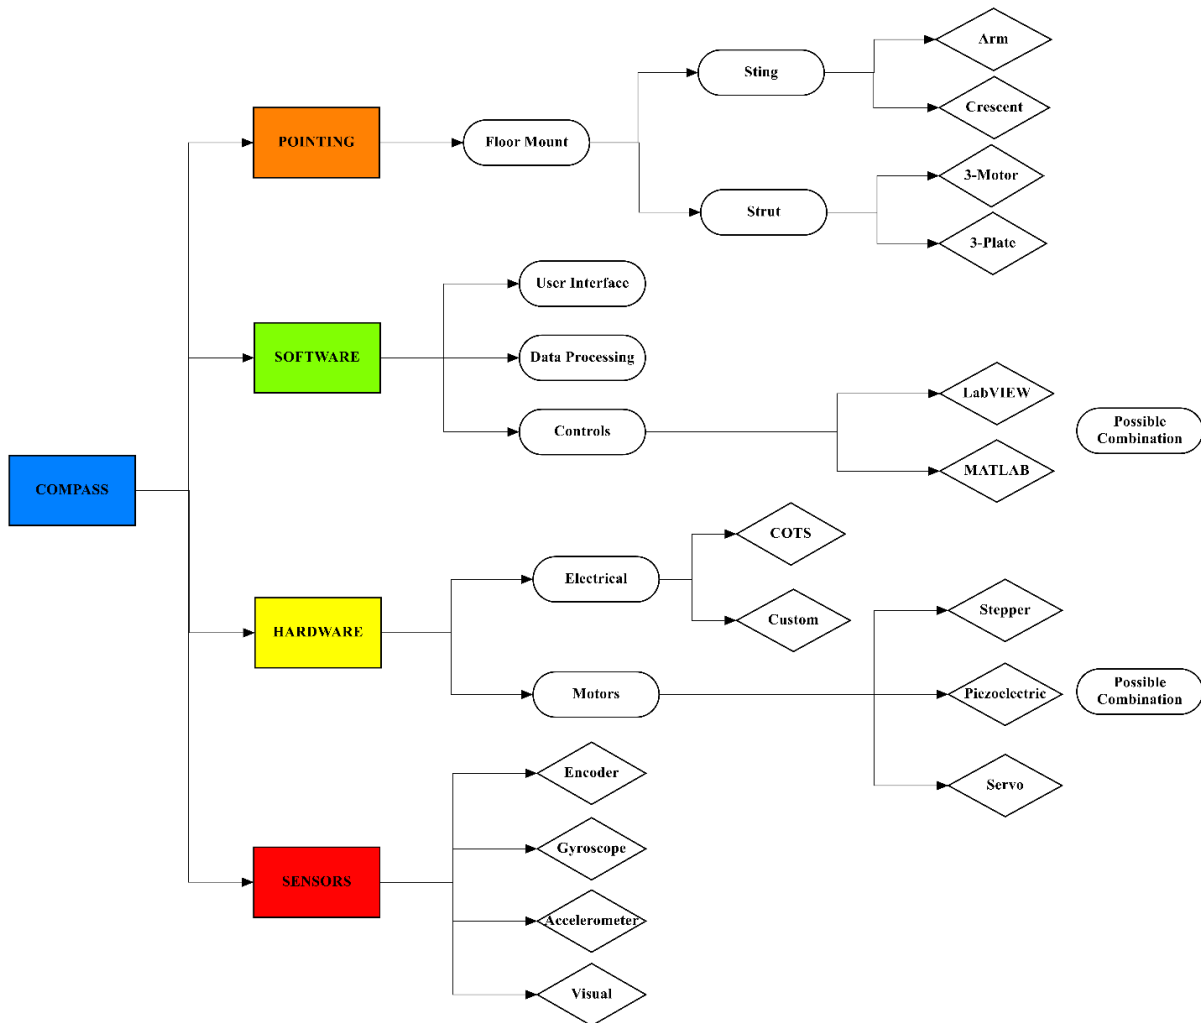 Arm
Sting
Crescent
POINTING
Floor Mount
3-Motor
Strut
3-Plate
User Interface
SOFTWARE
Data Processing
LabVIEW
Controls
Possible
Combination
MATLAB
COMPASS
COTS
Electrical
Custom
Stepper
HARDWARE
Motors
Piezoelectric
Possible
Combination
Encoder
Servo
Gyroscope
SENSORS
Accelerometer
Visual